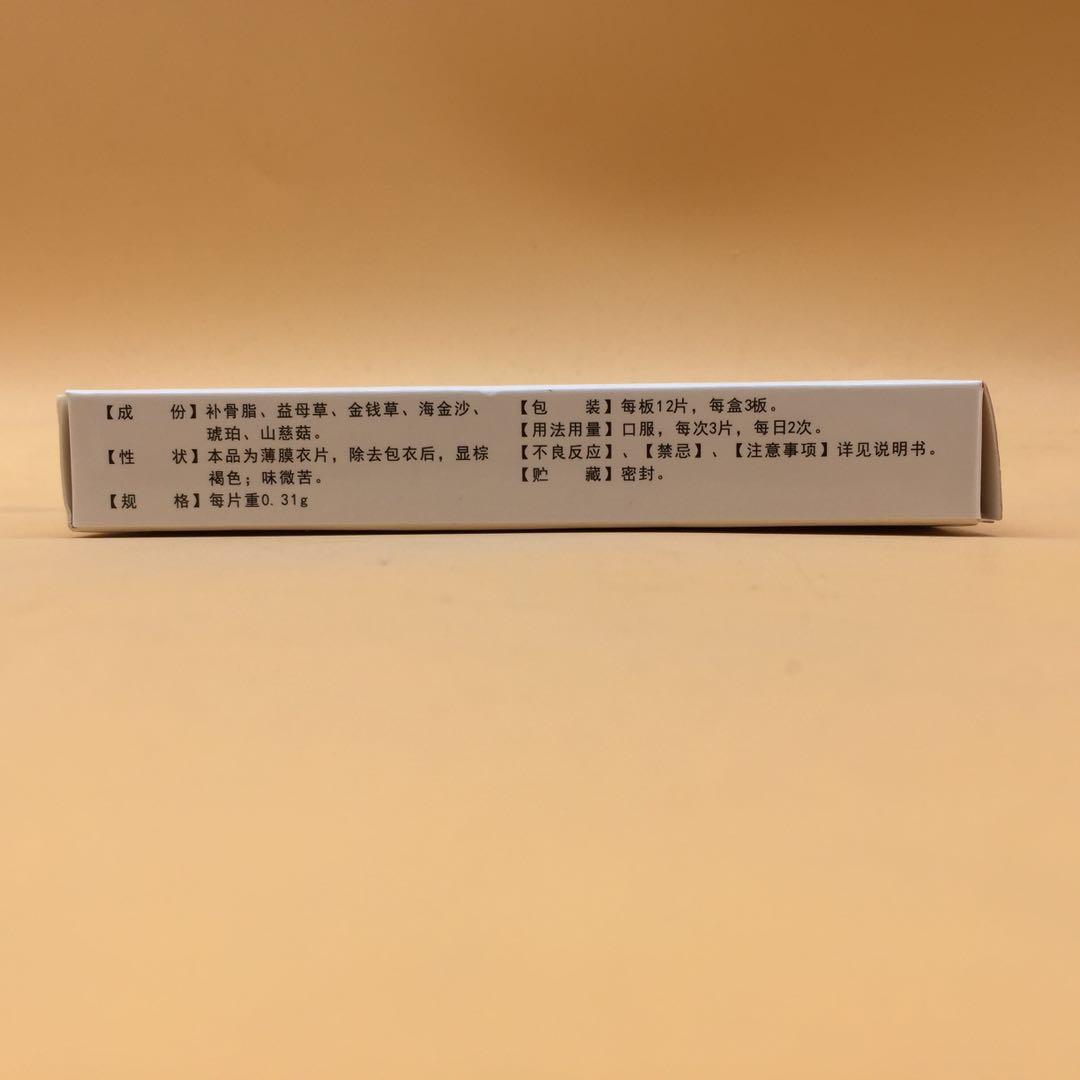 【成　　份】补骨脂、益母草、金钱草、海金沙、
琥珀、山慈菇。
【性　　状】本品为薄膜衣片，除去包衣后，显棕
褐色；味微苦。
【规　　格】每片重0.31g
【包　　装】每板12片，每盒3板。
【用法用量】口服，每次3片，每日2次。
【不良反应】、【禁忌】、【注意事项】详见说明书。
【贮　　藏】密封。